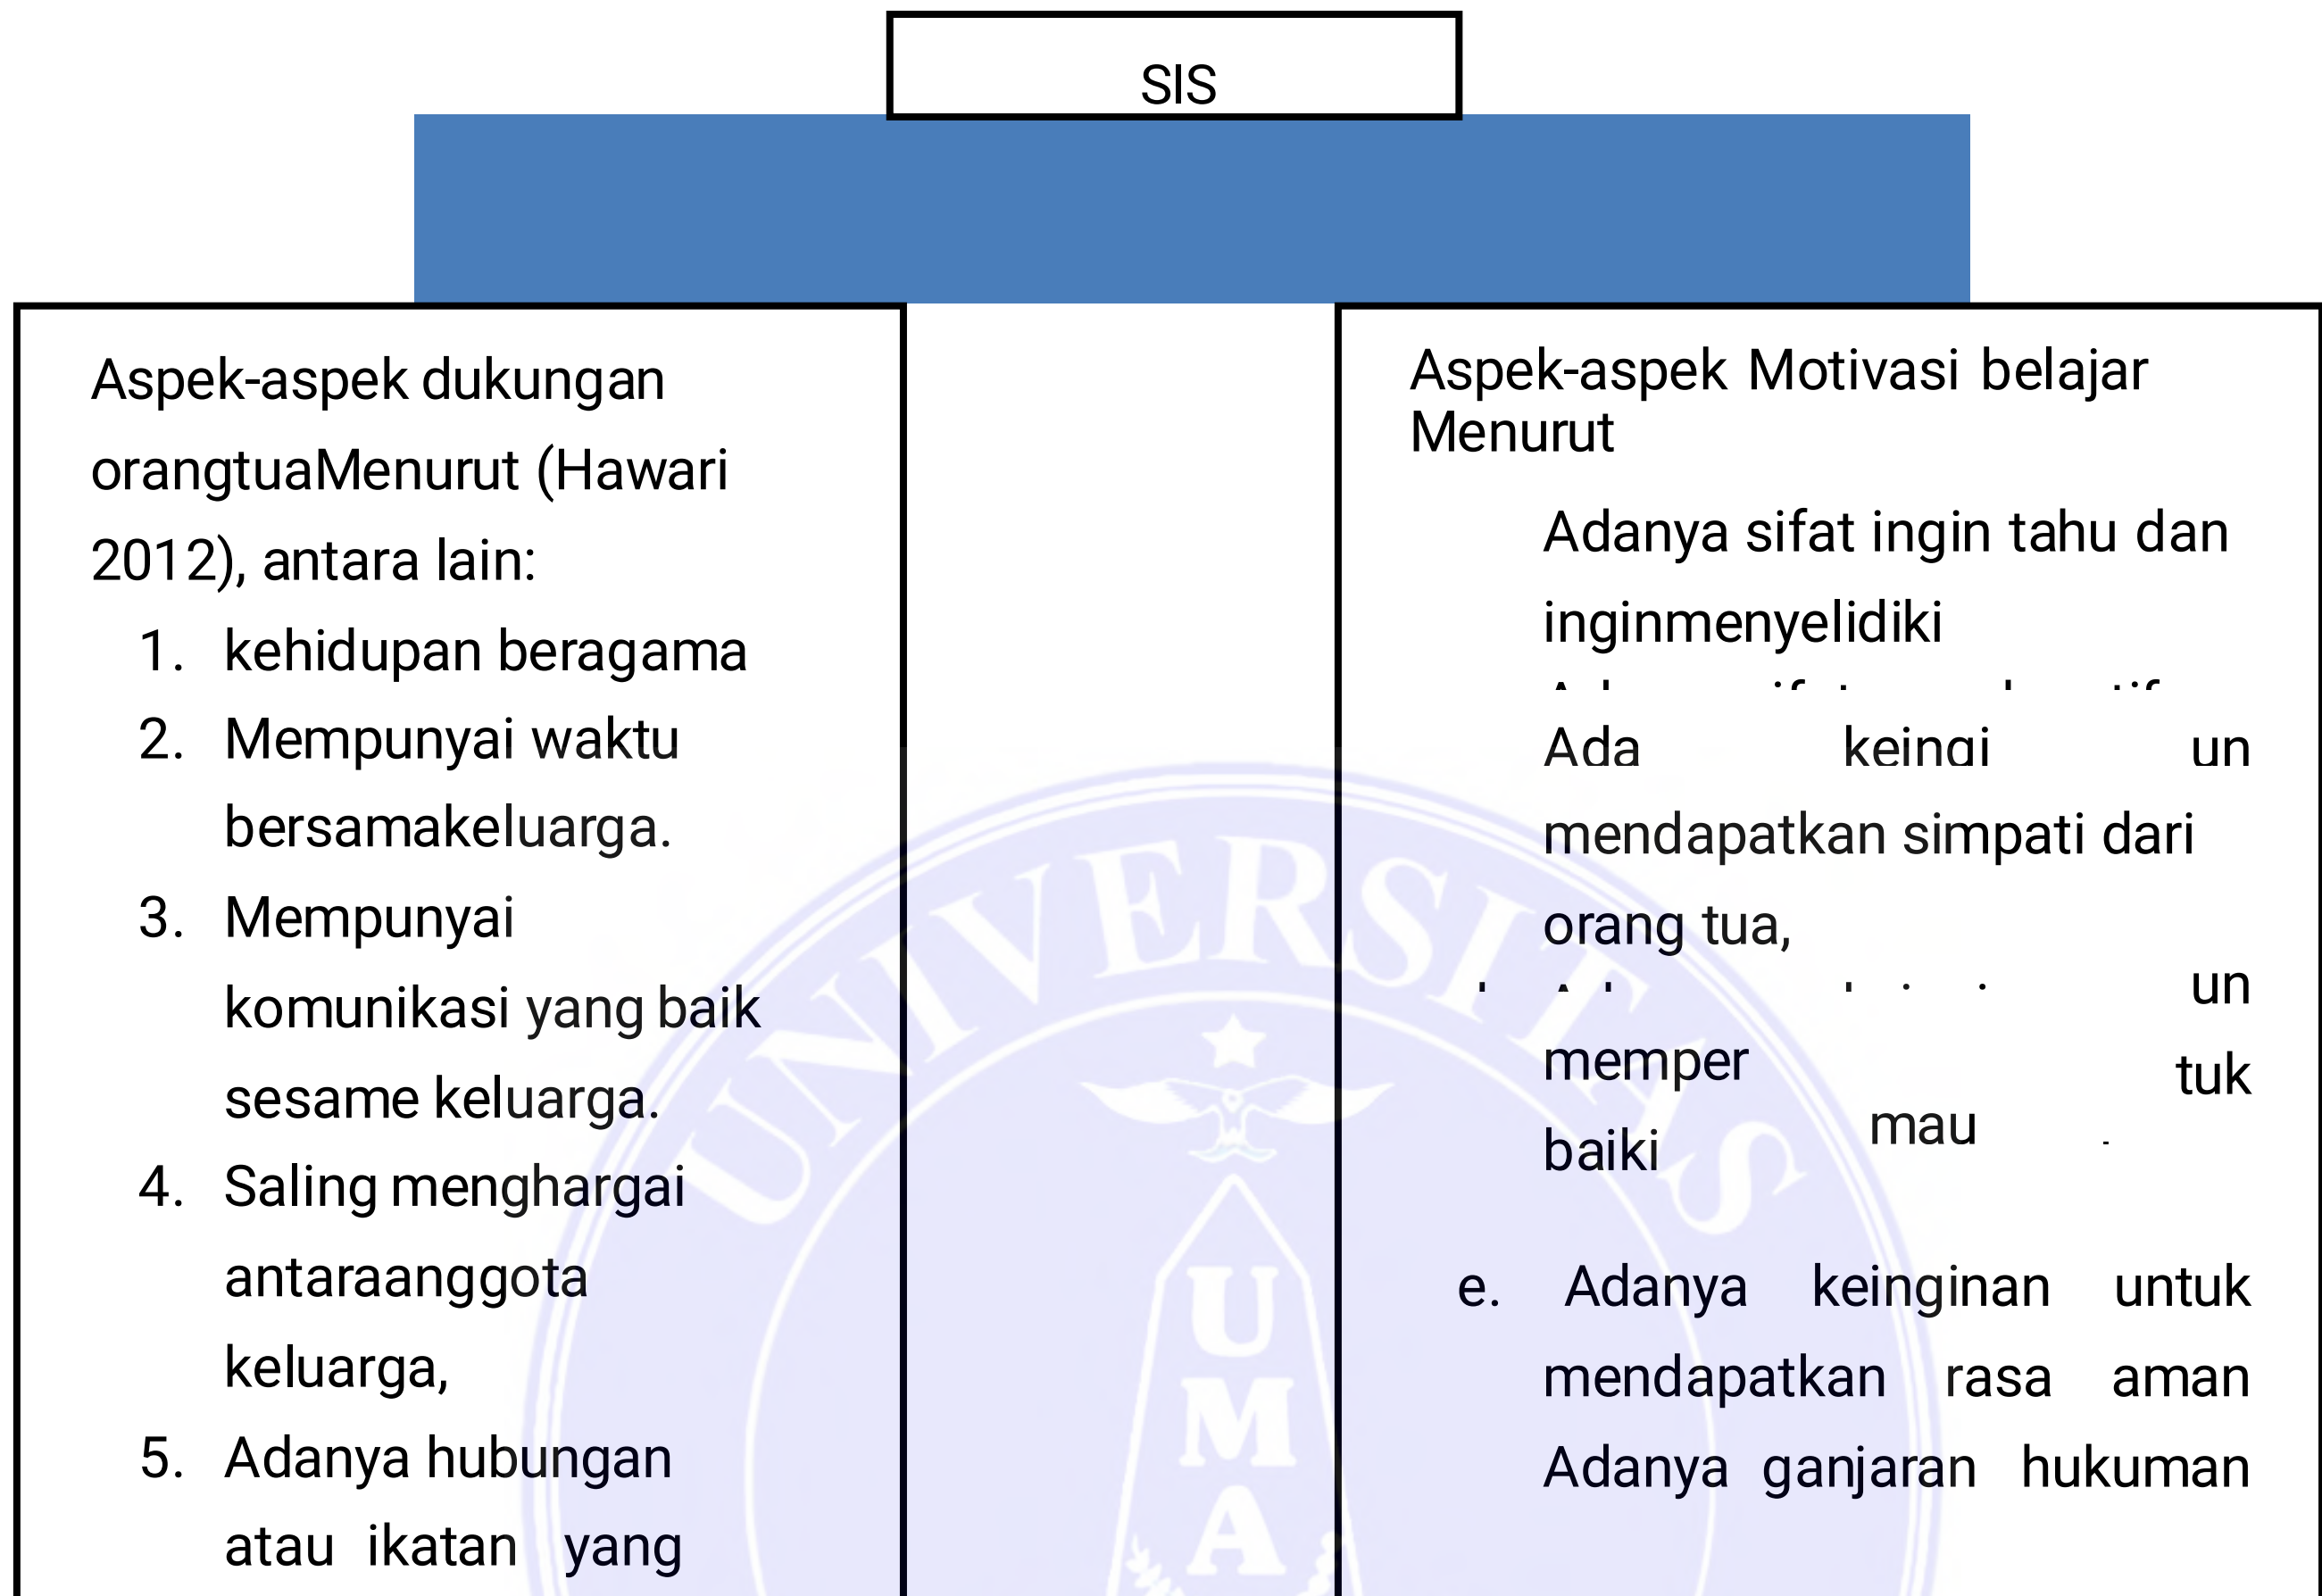 SIS
Aspek-aspek dukungan
orangtuaMenurut (Hawari
2012), antara lain:
1. kehidupan beragama
2. Mempunyai waktu
bersamakeluarga.
3. Mempunyai
komunikasi yang baik
sesame keluarga.
4. Saling menghargai
antaraanggota
keluarga,
5. Adanya hubungan
atau ikatan yang
Aspek-aspek Motivasi belajar
Menurut
Adanya sifat ingin tahu dan
inginmenyelidiki
Ada keingi un
mendapatkan simpati dari
orang tua,
un
memper tuk
mau
baiki
e. Adanya keinginan untuk
mendapatkan rasa aman
Adanya ganjaran hukuman
UNIVERSITAS
UMA